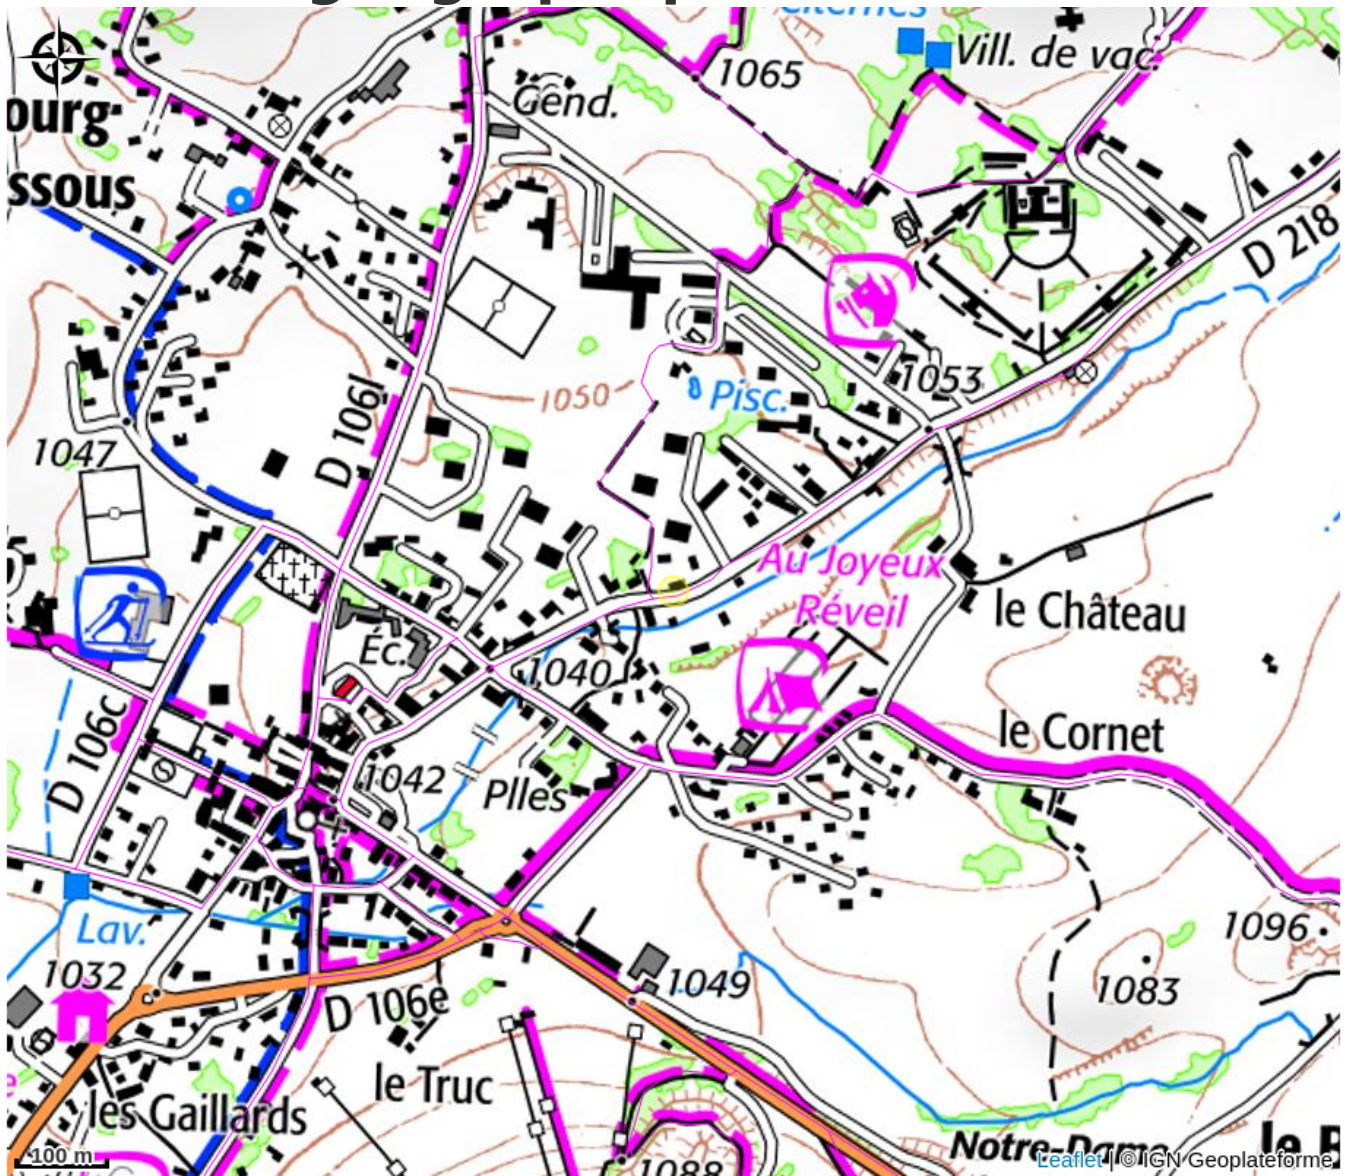 Citernes
Vill. de vac.
1065
Gend.
ourg
ssous
D 218
1053
1050
Pisc.
D 106l
1047
Au Joyeux
Réveil
le Château
Éc.
1040
D 106c
le Cornet
1042
Plles
Lav.
1096
1032
1049
1083
D 106e
le Truc
les Gaillards
Notre-Dame
100 m
1088
Leaflet | © IGN Geoplateforme